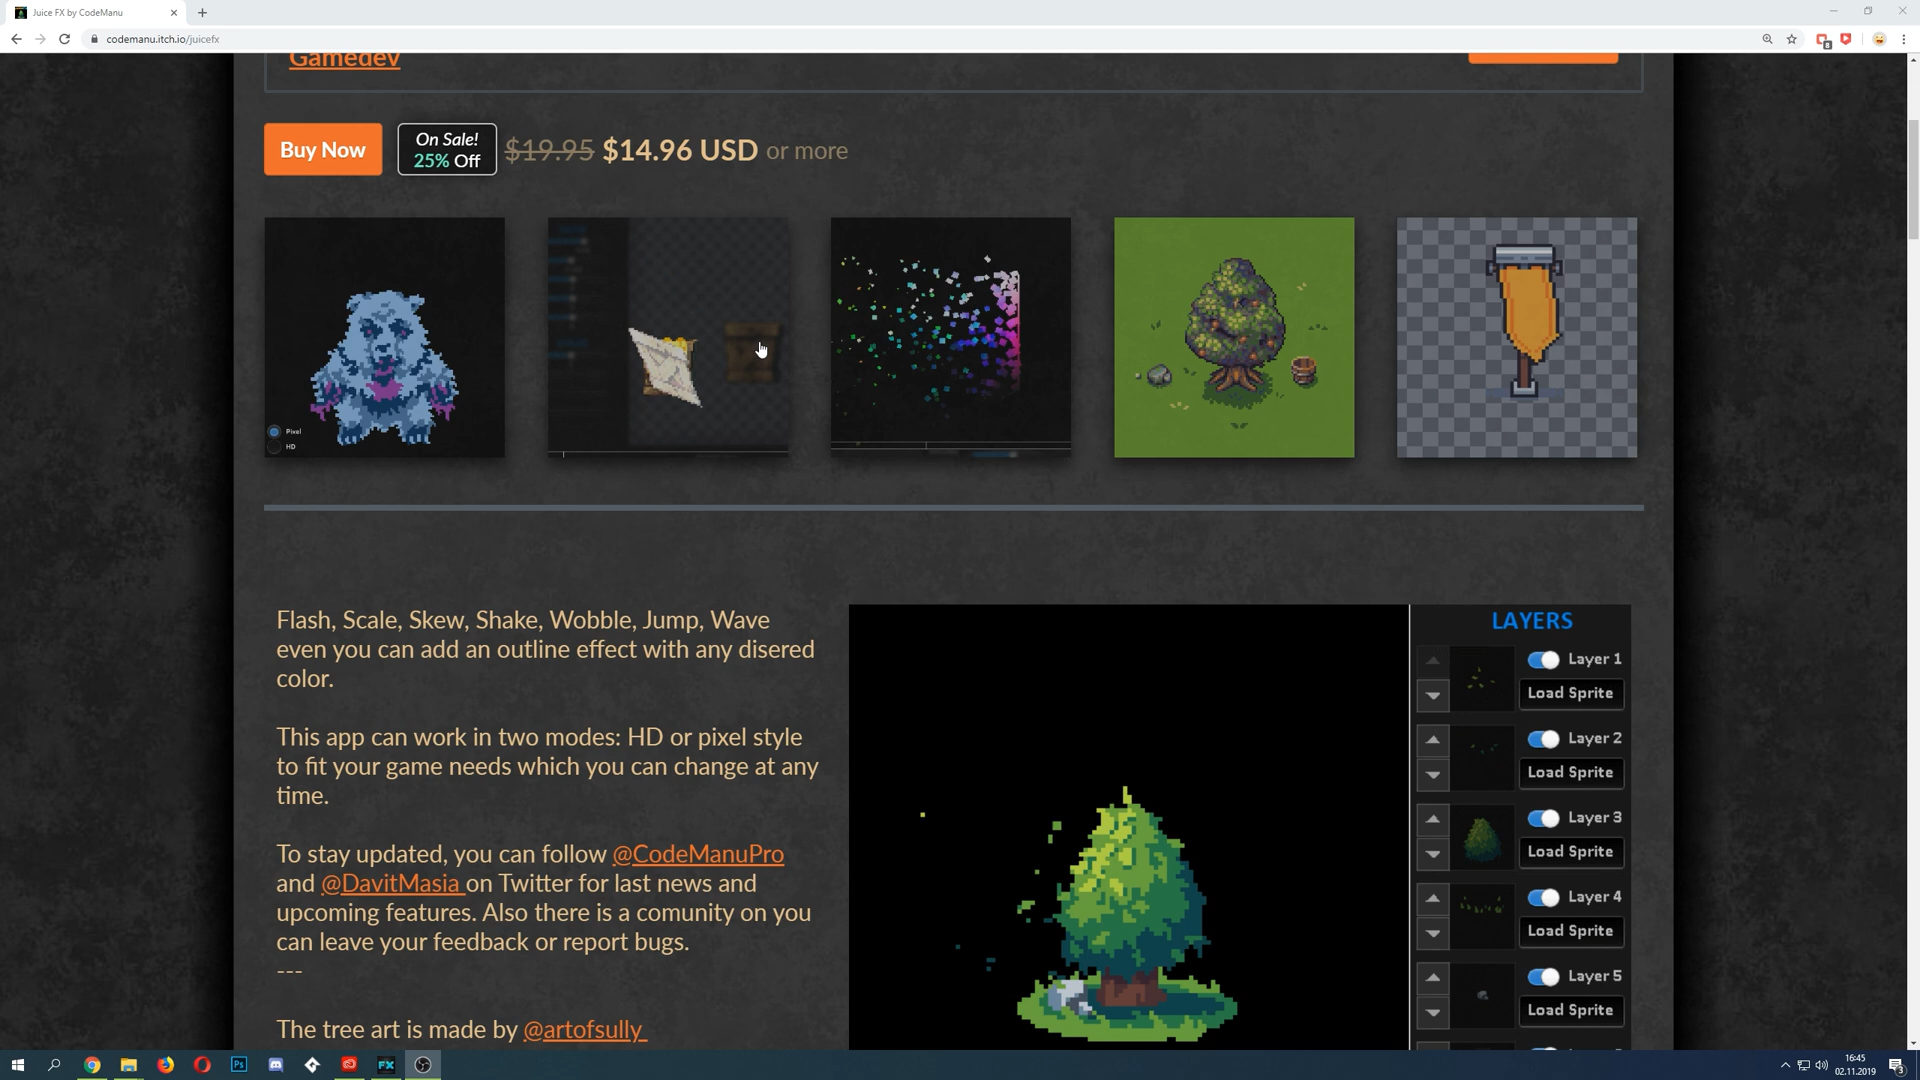 Juice FX by CodeManu
codemanu.itch.io/juicefx
Gamedev
Buy Now
On Sale!
25% Off
$19.95 $14.96 USD or more
Pixel
HD
Flash, Scale, Skew, Shake, Wobble, Jump, Wave
even you can add an outline effect with any disered
color.
This app can work in two modes: HD or pixel style
to fit your game needs which you can change at any
time.
To stay updated, you can follow @CodeManuPro
and @DavitMasia on Twitter for last news and
upcoming features. Also there is a comunity on you
can leave your feedback or report bugs.
---
The tree art is made by @artofsully
LAYERS
Layer 1
Load Sprite
Layer 2
Load Sprite
Layer 3
Load Sprite
Layer 4
Load Sprite
Layer 5
Load Sprite
Ps
FX
16:45
02.11.2019
3